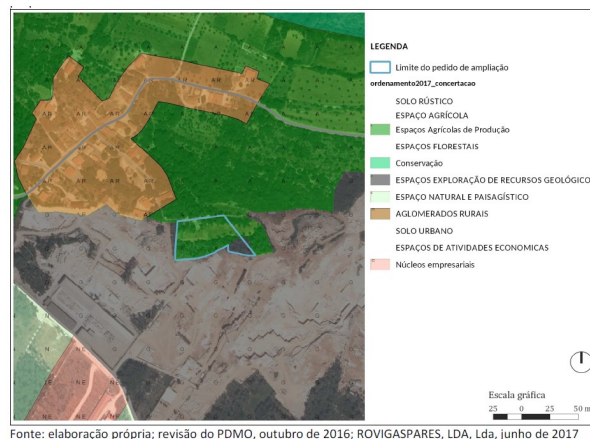 LEGENDA
Limite do pedido de ampliação
ordenamento2017_concertacao
SOLO RÚSTICO
ESPAÇO AGRÍCOLA
Espaços Agrícolas de Produção
ESPAÇOS FLORESTAIS
Conservação
ESPAÇOS EXPLORAÇÃO DE RECURSOS GEOLÓGICO
ESPAÇO NATURAL E PAISAGÍSTICO
AGLOMERADOS RURAIS
SOLO URBANO
ESPAÇOS DE ATIVIDADES ECONOMICAS
Núcleos empresariais
Escala gráfica
25 0 25 50 m
Fonte: elaboração própria; revisão do PDMO, outubro de 2016; ROVIGASPARES, LDA, Lda, junho de 2017